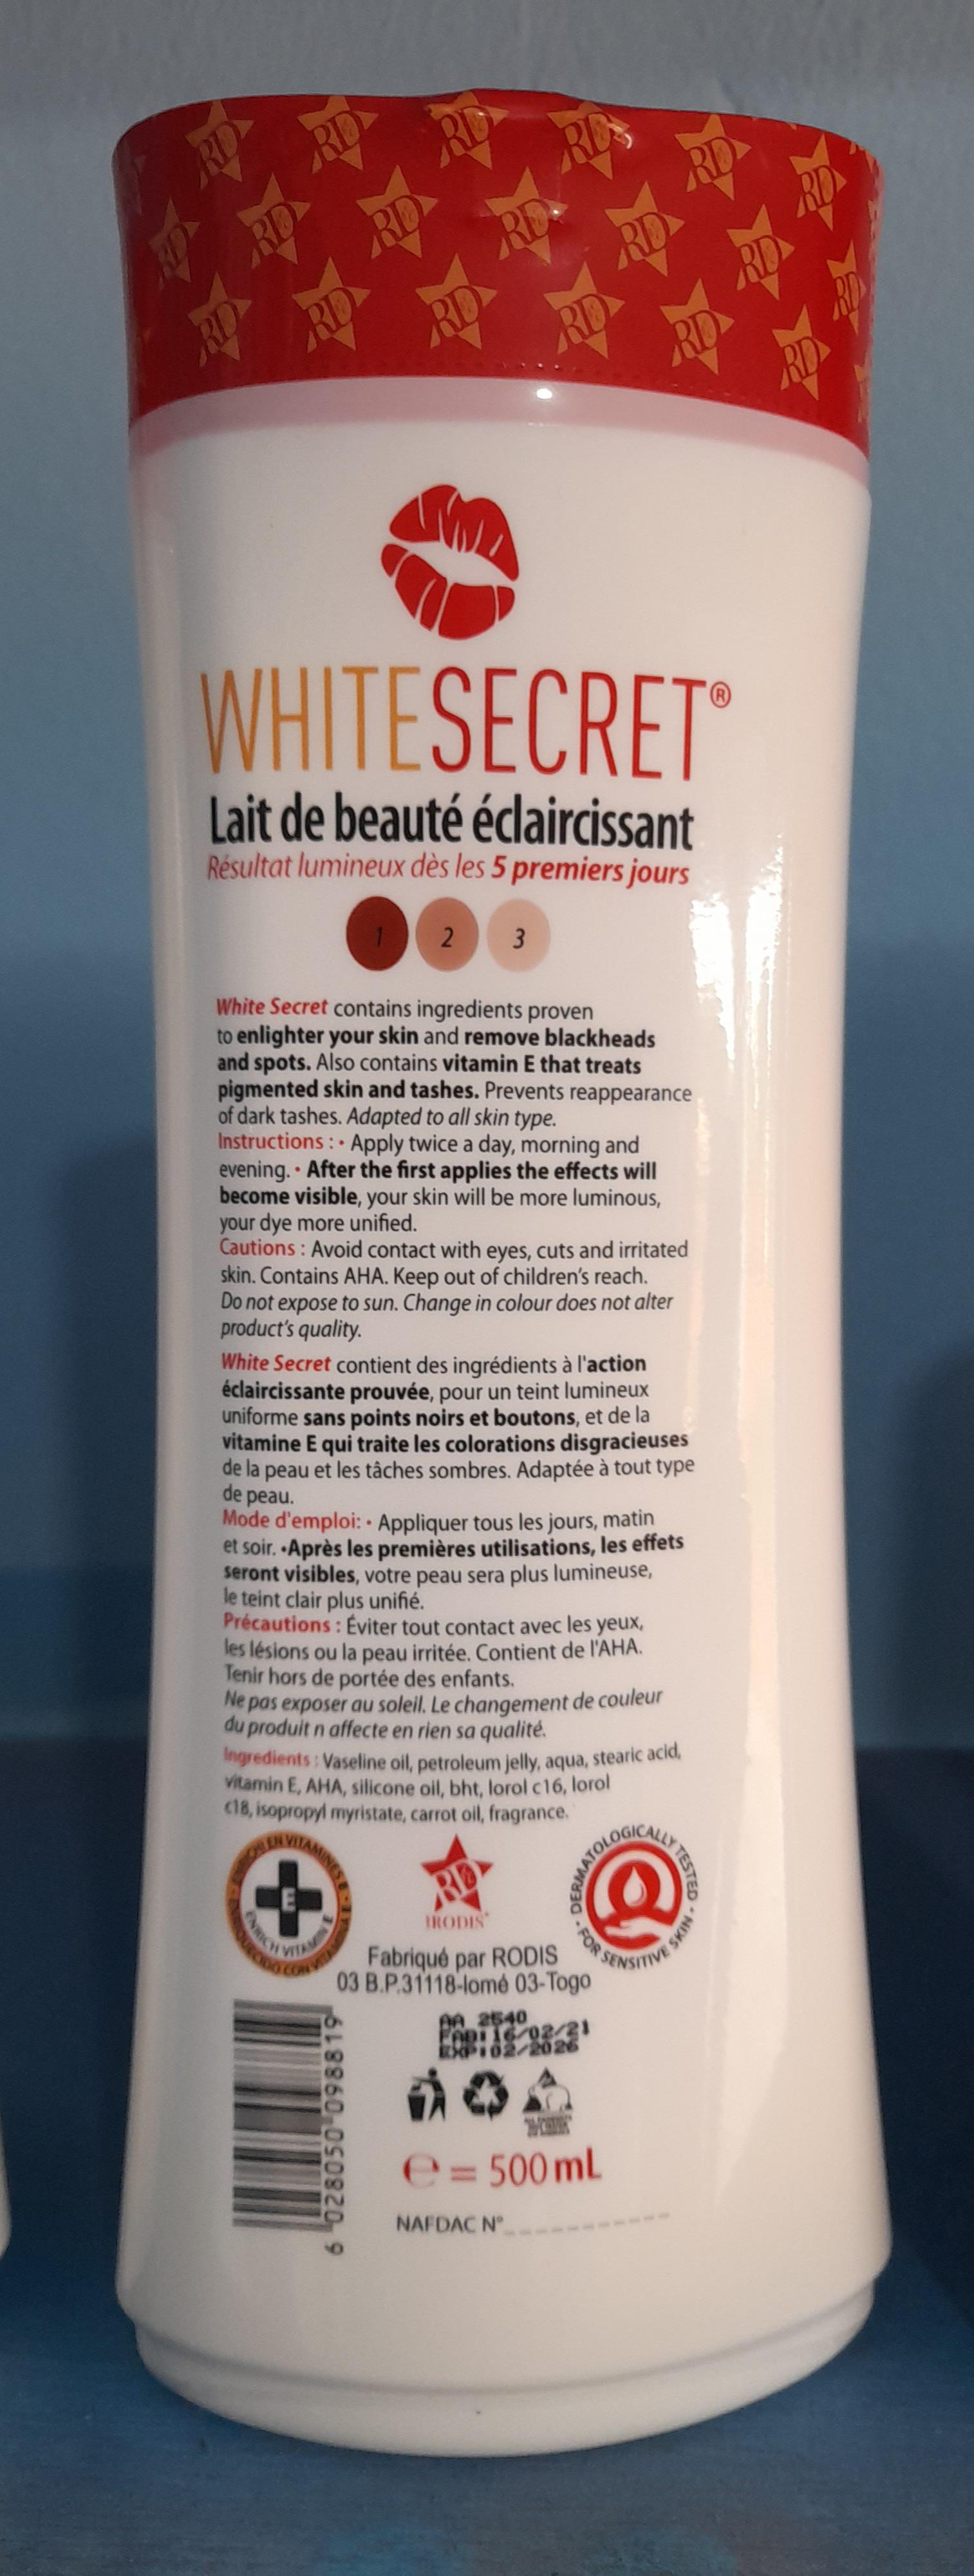 WHITESECRET®
Lait de beauté éclaircissant
Résultat lumineux dès les 5 premiers jours
1 2 3
White Secret contains ingredients proven
to enlighter your skin and remove blackheads
and spots. Also contains vitamin E that treats
pigmented skin and tashes. Prevents reappearance
of dark tashes. Adapted to all skin type.
Instructions : • Apply twice a day, morning and
evening. • After the first applies the effects will
become visible, your skin will be more luminous,
your dye more unified.
Cautions : Avoid contact with eyes, cuts and irritated
skin. Contains AHA. Keep out of children's reach.
Do not expose to sun. Change in colour does not alter
product's quality.
White Secret contient des ingrédients à l'action
éclaircissante prouvée, pour un teint lumineux
uniforme sans points noirs et boutons, et de la
vitamine E qui traite les colorations disgracieuses
de la peau et les tâches sombres. Adaptée à tout type
de peau.
Mode d'emploi: • Appliquer tous les jours, matin
et soir. •Après les premières utilisations, les effets
seront visibles, votre peau sera plus lumineuse,
le teint clair plus unifié.
Précautions : Éviter tout contact avec les yeux,
les lésions ou la peau irritée. Contient de l'AHA.
Tenir hors de portée des enfants.
Ne pas exposer au soleil. Le changement de couleur
du produit n affecte en rien sa qualité.
Ingredients : Vaseline oil, petroleum jelly, aqua, stearic acid,
vitamin E, AHA, silicone oil, bht, lorol c16, lorol
c18, isopropyl myristate, carrot oil, fragrance.
ENRICHI EN VITAMINES E
E
ENRICH VITAMIN E
ENRIQUECIDO CON VITAMINA E
RD
RODIS
DERMATOLOGICALLY TESTED
FOR SENSITIVE SKIN
Fabriqué par RODIS
03 B.P.31118-lomé 03-Togo
AA 2540
FAB:16/02/21
EXP:02/2026
6 028050 098819
e = 500 mL
NAFDAC N°